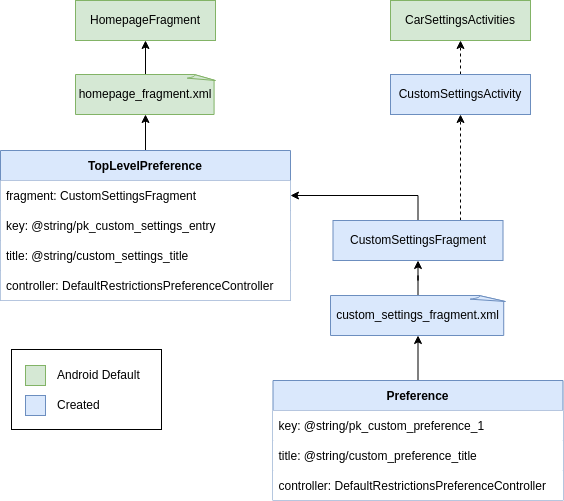 HomepageFragment
CarSettingsActivities
homepage_fragment.xml
CustomSettingsActivity
TopLevelPreference
fragment: CustomSettingsFragment
key: @string/pk_custom_settings_entry
title: @string/custom_settings_title
controller: DefaultRestrictionsPreferenceController
CustomSettingsFragment
custom_settings_fragment.xml
Android Default
Created
Preference
key: @string/pk_custom_preference_1
title: @string/custom_preference_title
controller: DefaultRestrictionsPreferenceController